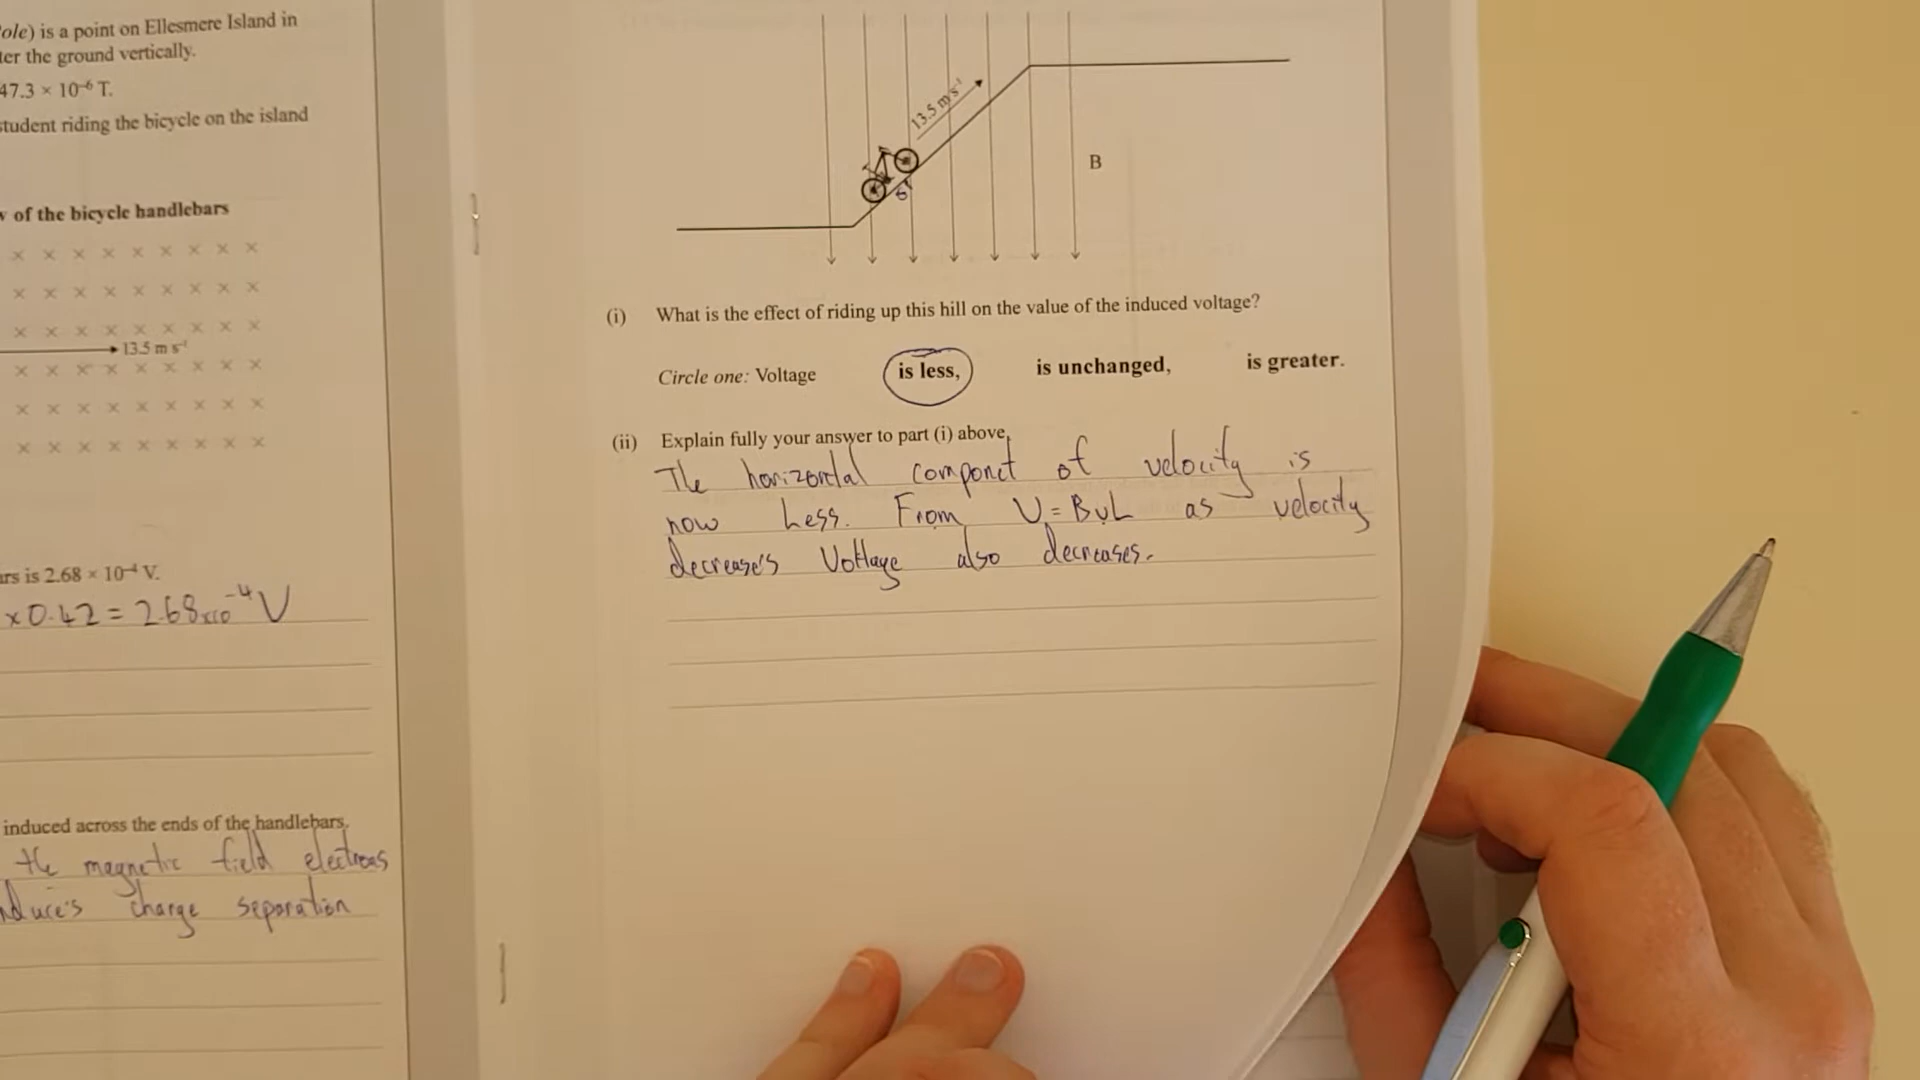 ole) is a point on Ellesmere Island in
ter the ground vertically.
47.3 × 10⁻⁶ T.
student riding the bicycle on the island
of the bicycle handlebars
13.5 m s⁻¹
rs is 2.68 × 10⁻⁴ V.
x 0.42 = 2.68x10⁻⁴ V
induced across the ends of the handlebars.
the magnetic field electrons
nduce's charge separation
13.5 m s⁻¹
B
(i) What is the effect of riding up this hill on the value of the induced voltage?
Circle one: Voltage is less, is unchanged, is greater.
(ii) Explain fully your answer to part (i) above.
The horizontal componet of velocity is
now Less. From V = BvL as velocity
decrease's Voltage also decreases.